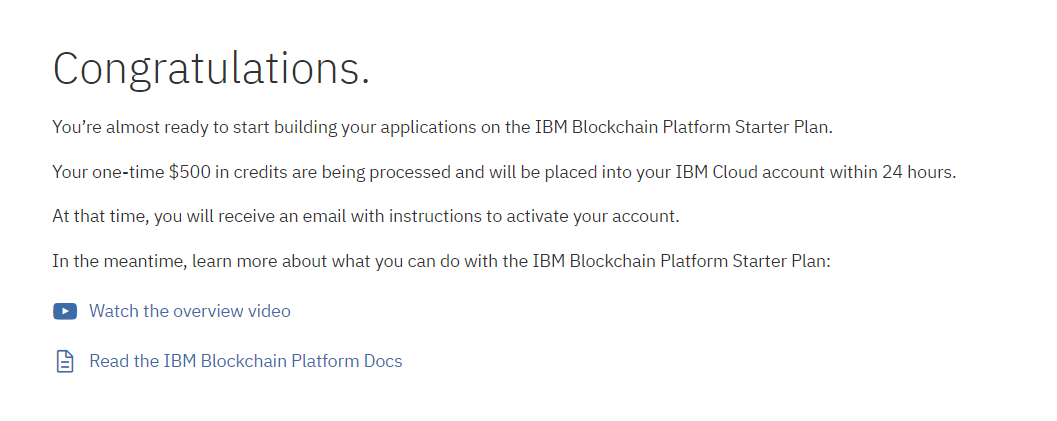 Congratulations.
You’re almost ready to start building your applications on the IBM Blockchain Platform Starter Plan.
Your one-time $500 in credits are being processed and will be placed into your IBM Cloud account within 24 hours.
At that time, you will receive an email with instructions to activate your account.
In the meantime, learn more about what you can do with the IBM Blockchain Platform Starter Plan:
Watch the overview video
Read the IBM Blockchain Platform Docs